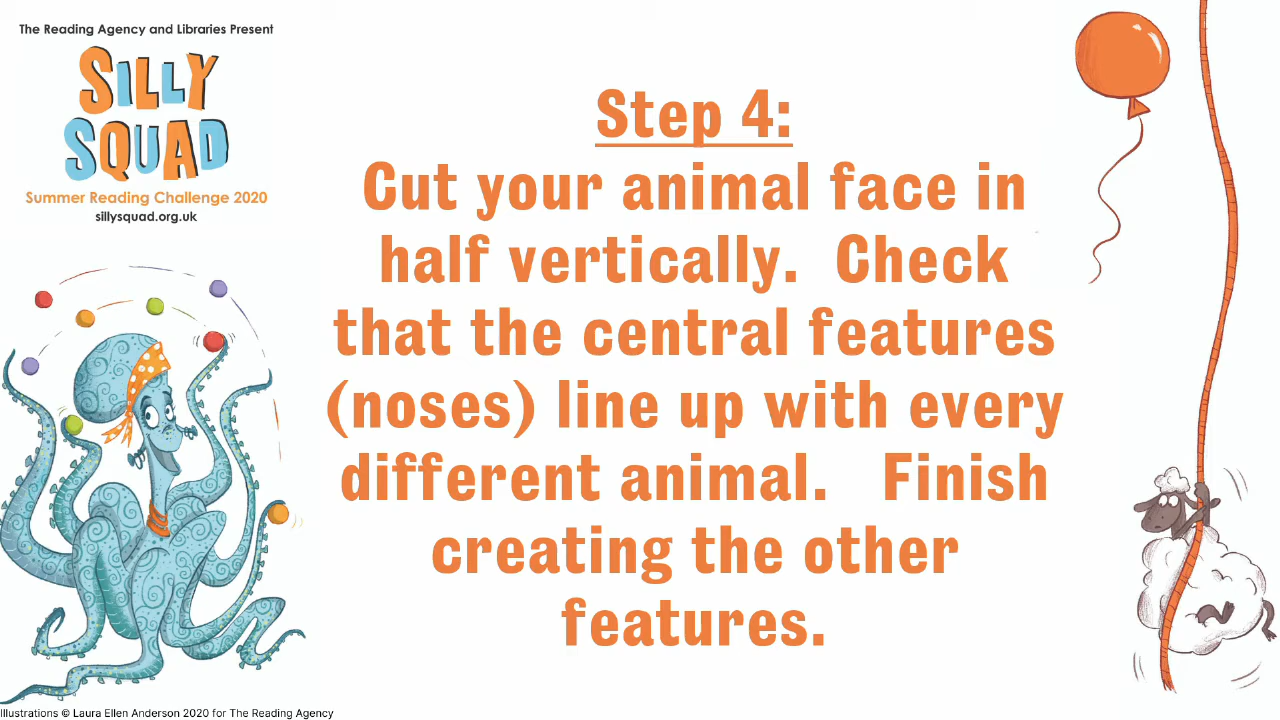 The Reading Agency and Libraries Present
SILLY
SQUAD
Summer Reading Challenge 2020
sillysquad.org.uk
Step 4:
Cut your animal face in
half vertically. Check
that the central features
(noses) line up with every
different animal. Finish
creating the other
features.
Illustrations © Laura Ellen Anderson 2020 for The Reading Agency